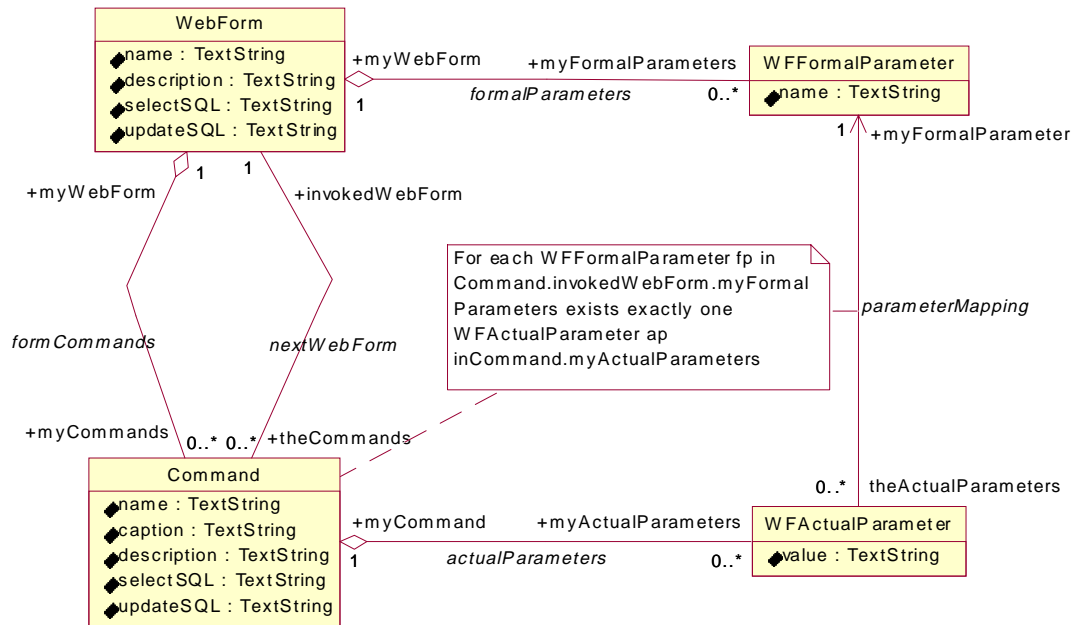 WebForm
name : TextString
description : TextString
selectSQL : TextString
updateSQL : TextString
+myWebForm
1
+myFormalParameters
formalParameters
0..*
WFFormalParameter
name : TextString
1
+myFormalParameter
+myWebForm
1
1
+invokedWebForm
For each WFFormalParameter fp in
Command.invokedWebForm.myFormal
Parameters exists exactly one
WFActualParameter ap
inCommand.myActualParameters
parameterMapping
formCommands
nextWebForm
+myCommands
0..*
0..*
+theCommands
Command
name : TextString
caption : TextString
description : TextString
selectSQL : TextString
updateSQL : TextString
+myCommand
1
+myActualParameters
actualParameters
0..*
0..*
theActualParameters
WFActualParameter
value : TextString